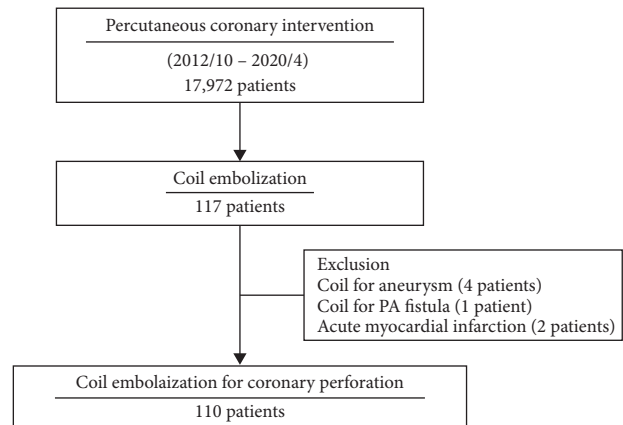 Percutaneous coronary intervention
(2012/10 – 2020/4)
17,972 patients
Coil embolization
117 patients
Exclusion
Coil for aneurysm (4 patients)
Coil for PA fistula (1 patient)
Acute myocardial infarction (2 patients)
Coil embolaization for coronary perforation
110 patients